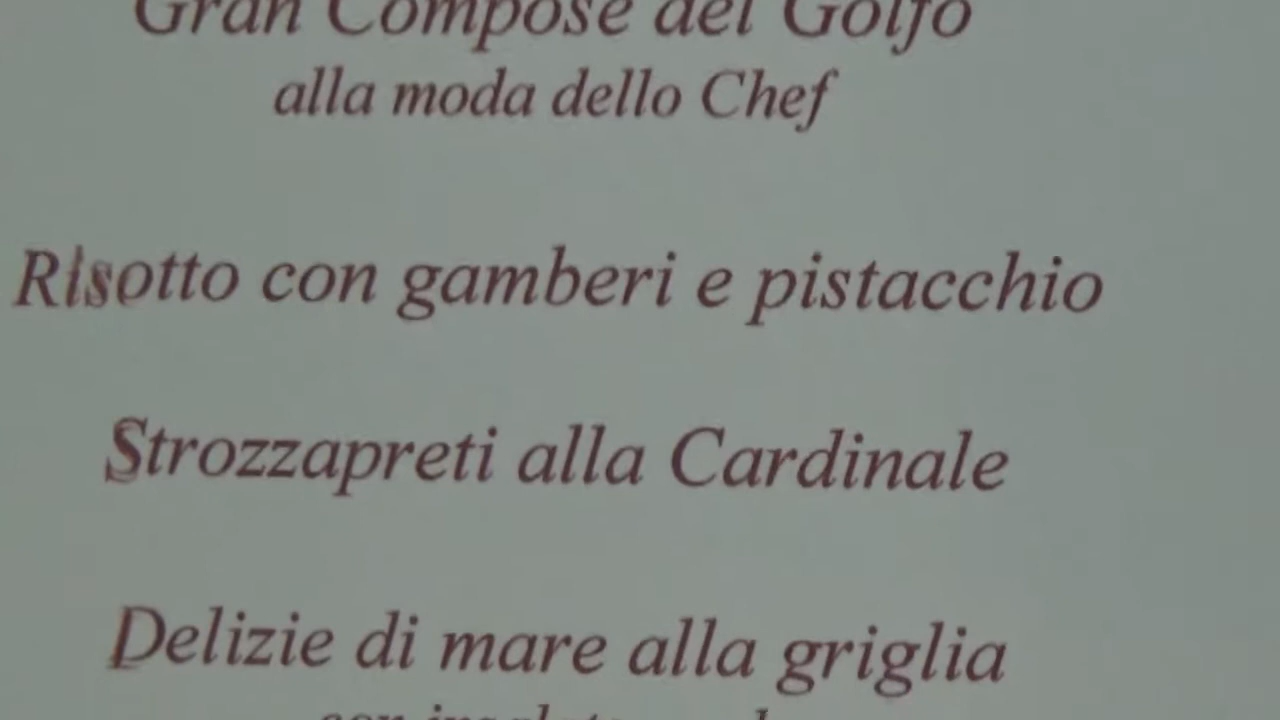 Gran Compose del Golfo
alla moda dello Chef
Risotto con gamberi e pistacchio
Strozzapreti alla Cardinale
Delizie di mare alla griglia
con